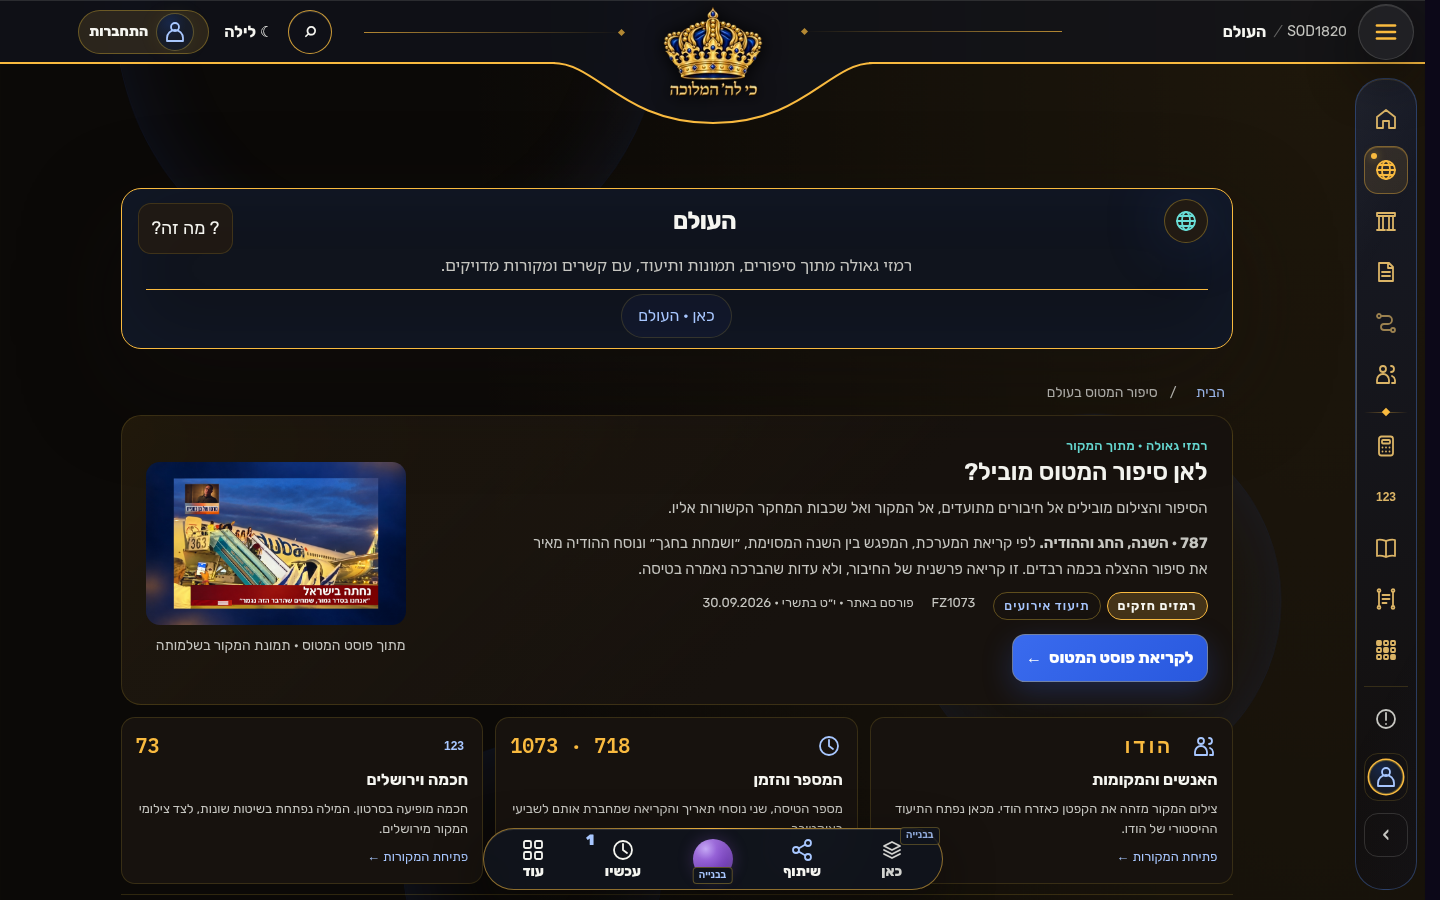 SOD1820 / העולם
כי לה' המלוכה
☾ לילה
התחברות
העולם
? מה זה?
רמזי גאולה מתוך סיפורים, תמונות ותיעוד, עם קשרים ומקורות מדויקים.
כאן • העולם
הבית / סיפור המטוס בעולם
רמזי גאולה • מתוך המקור
לאן סיפור המטוס מוביל?
הסיפור והצילום מובילים אל חיבורים מתועדים, אל המקור ואל שכבות המחקר הקשורות אליו.
787 • השנה, החג וההודיה. לפי קריאת המערכת, המפגש בין השנה המסוימת, ״ושמחת בחגך״ ונוסח ההודיה מאיר
את סיפור ההצלה בכמה רבדים. זו קריאה פרשנית של החיבור, ולא עדות שהברכה נאמרה בטיסה.
רמזים חזקים
תיעוד אירועים
FZ1073
פורסם באתר • י״ט בתשרי • 30.09.2026
לקריאת פוסט המטוס ←
363
נחתה בישראל
"אנחנו בסדר גמור, שמחים שהדבר הזה נגמר"
מתוך פוסט המטוס • תמונת המקור בשלמותה
הודו
האנשים והמקומות
צילום המקור מזהה את הקפטן כאזרח הודי. מכאן נפתח התיעוד
ההיסטורי של הודו.
פתיחת המקורות ←
1073 · 718
המספר והזמן
מספר הטיסה, שני נוסחי תאריך והקריאה שמחברת אותם לשביעי
123
73
חכמה וירושלים
חכמה מופיעה בסרטון. המילה נפתחת בשיטות שונות, לצד צילומי
המקור מירושלים.
פתיחת המקורות ←
בבנייה
כאן
שיתוף
בבנייה
עכשיו
1
עוד
123